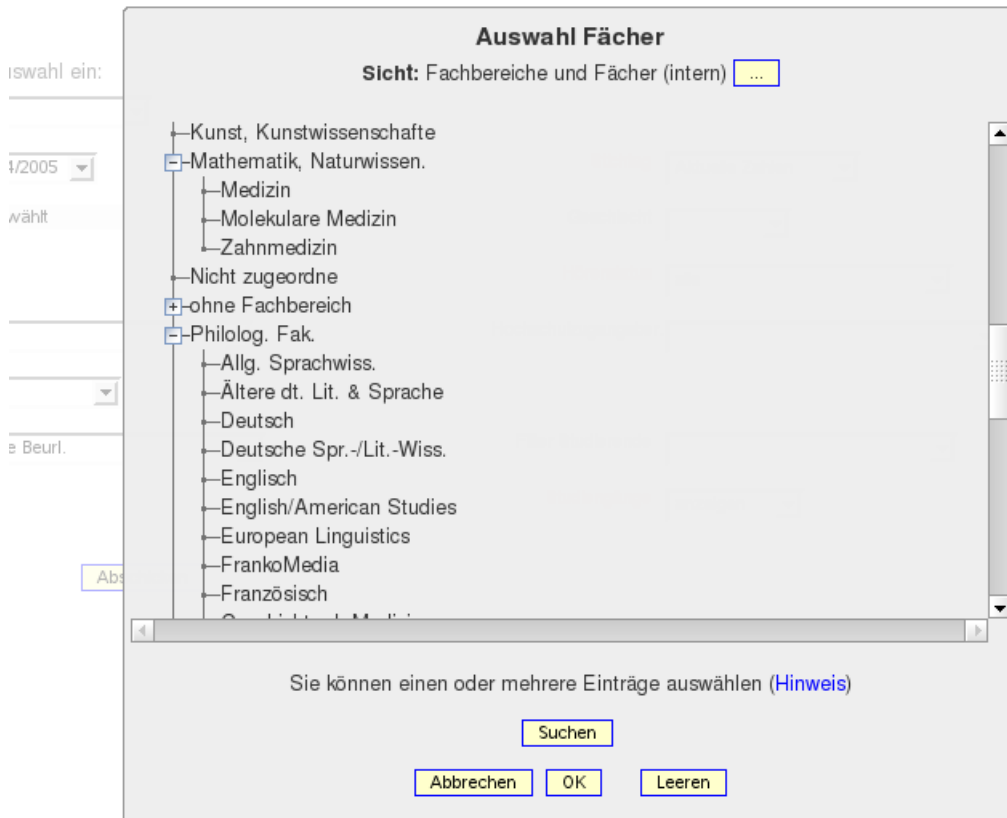 Auswahl Fächer
Sicht: Fachbereiche und Fächer (intern) ...
uswahl ein:
Kunst, Kunstwissenschafte
4/2005
Mathematik, Naturwissen.
Medizin
wählt
Molekulare Medizin
Zahnmedizin
Nicht zugeordne
ohne Fachbereich
Philolog. Fak.
Allg. Sprachwiss.
Ältere dt. Lit. & Sprache
Deutsch
e Beurl.
Deutsche Spr.-/Lit.-Wiss.
Englisch
English/American Studies
European Linguistics
FrankoMedia
Abs
Französisch
Sie können einen oder mehrere Einträge auswählen (Hinweis)
Suchen
Abbrechen OK Leeren